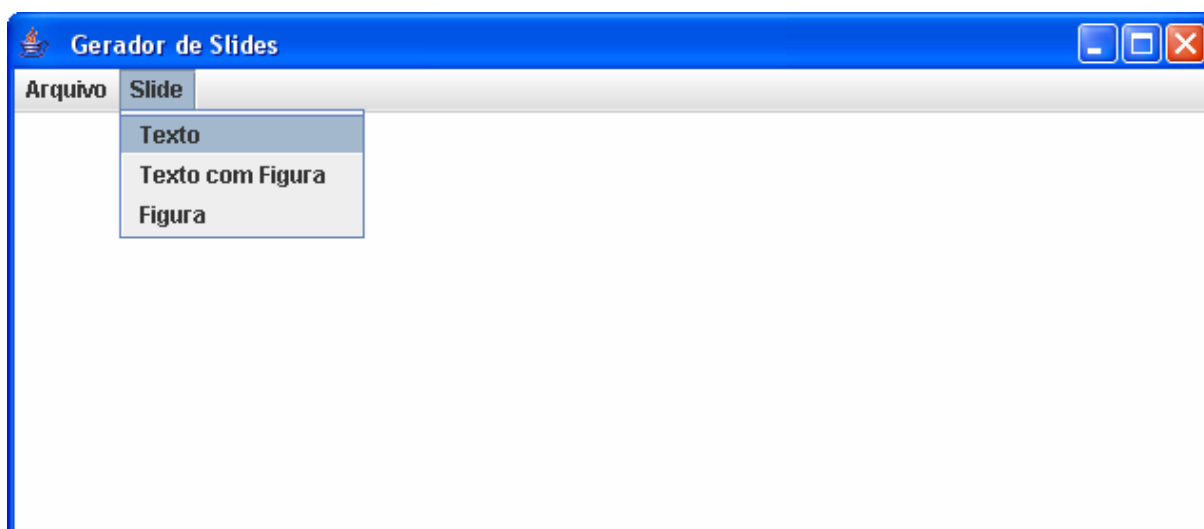 Gerador de Slides
Arquivo Slide
Texto
Texto com Figura
Figura